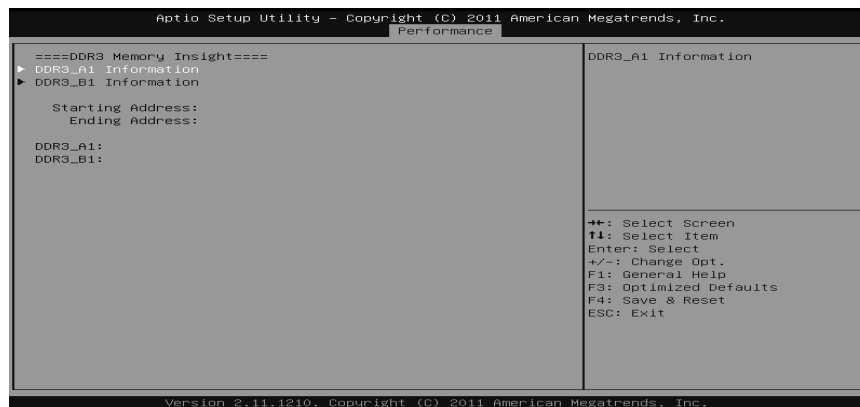 Aptio Setup Utility – Copyright (C) 2011 American Megatrends, Inc.
Performance
====DDR3 Memory Insight====
▶ DDR3_A1 Information
▶ DDR3_B1 Information
Starting Address:
Ending Address:
DDR3_A1:
DDR3_B1:
DDR3_A1 Information
→←: Select Screen
↑↓: Select Item
Enter: Select
+/-: Change Opt.
F1: General Help
F3: Optimized Defaults
F4: Save & Reset
ESC: Exit
Version 2.11.1210. Copyright (C) 2011 American Megatrends, Inc.